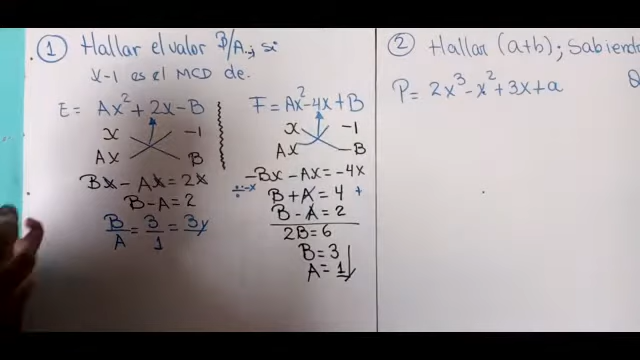 ① Hallar el valor B/A; si
x-1 es el MCD de.
E = Ax² + 2x - B
x -1
Ax B
Bx - Ax = 2x
B - A = 2
B/A = 3/1 = 3
F = Ax² - 4x + B
x -1
Ax -B
-Bx - Ax = -4x
÷ -x
B + A = 4 +
B - A = 2
2B = 6
B = 3
A = 1
② Hallar (a+b); Sabiendo
P = 2x³ - x² + 3x + a